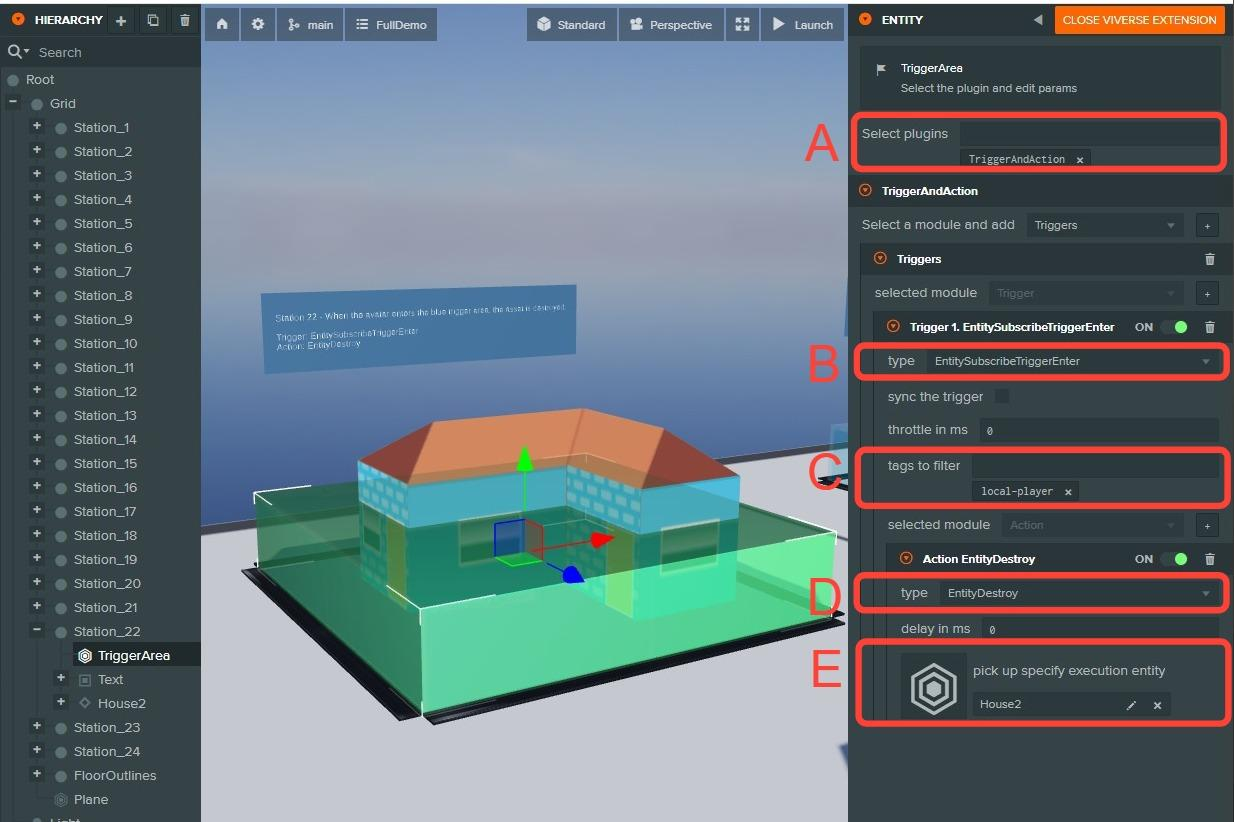 HIERARCHY
Search
Root
Grid
Station_1
Station_2
Station_3
Station_4
Station_5
Station_6
Station_7
Station_8
Station_9
Station_10
Station_11
Station_12
Station_13
Station_14
Station_15
Station_16
Station_17
Station_18
Station_19
Station_20
Station_21
Station_22
TriggerArea
Text
House2
Station_23
Station_24
FloorOutlines
Plane
Light
main
FullDemo
Standard
Perspective
Launch
Station 22 - When the avatar enters the blue trigger area, the asset is destroyed.
Trigger: EntitySubscribeTriggerEnter
Action: EntityDestroy
ENTITY
CLOSE VIVERSE EXTENSION
TriggerArea
Select the plugin and edit params
A
Select plugins
TriggerAndAction ×
TriggerAndAction
Select a module and add Triggers +
Triggers
selected module Trigger +
Trigger 1. EntitySubscribeTriggerEnter ON
B
type EntitySubscribeTriggerEnter
sync the trigger
throttle in ms 0
C
tags to filter
local-player ×
selected module Action +
Action EntityDestroy ON
D
type EntityDestroy
delay in ms 0
E
pick up specify execution entity
House2 ×